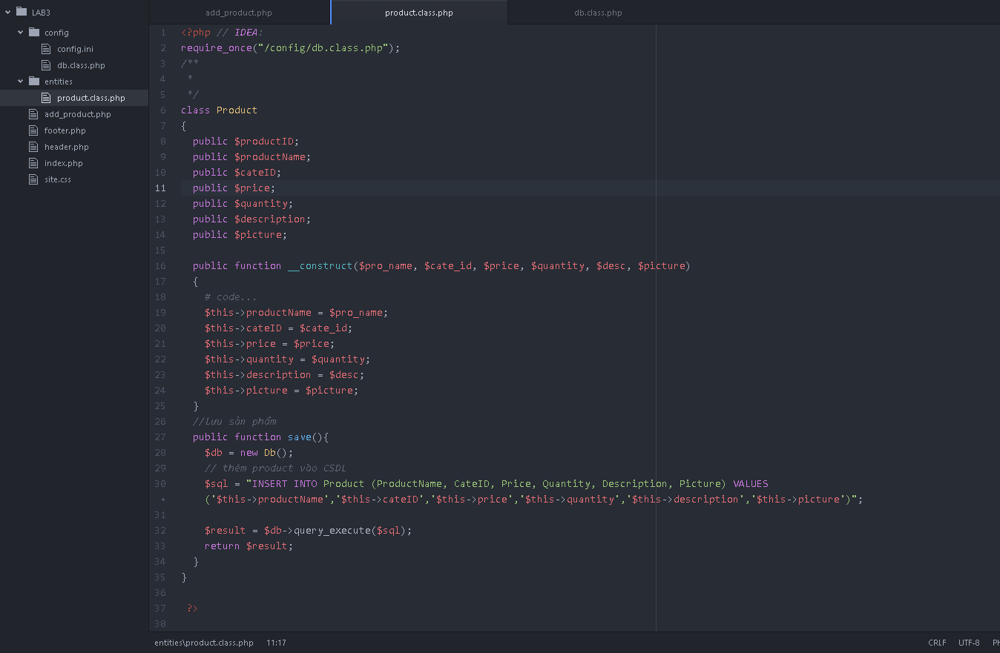 LAB3
config
config.ini
db.class.php
entities
product.class.php
add_product.php
footer.php
header.php
index.php
site.css
add_product.php product.class.php db.class.php
1 <?php // IDEA:
2 require_once("/config/db.class.php");
3 /**
4  *
5  */
6 class Product
7 {
8   public $productID;
9   public $productName;
10   public $cateID;
11   public $price;
12   public $quantity;
13   public $description;
14   public $picture;
15
16   public function __construct($pro_name, $cate_id, $price, $quantity, $desc, $picture)
17   {
18     # code...
19     $this->productName = $pro_name;
20     $this->cateID = $cate_id;
21     $this->price = $price;
22     $this->quantity = $quantity;
23     $this->description = $desc;
24     $this->picture = $picture;
25   }
26   //lưu sản phẩm
27   public function save(){
28     $db = new Db();
29     // thêm product vào CSDL
30     $sql = "INSERT INTO Product (ProductName, CateID, Price, Quantity, Description, Picture) VALUES
•     ('$this->productName','$this->cateID','$this->price','$this->quantity','$this->description','$this->picture')";
31
32     $result = $db->query_execute($sql);
33     return $result;
34   }
35 }
36
37  ?>
38
entities\product.class.php 11:17 CRLF UTF-8